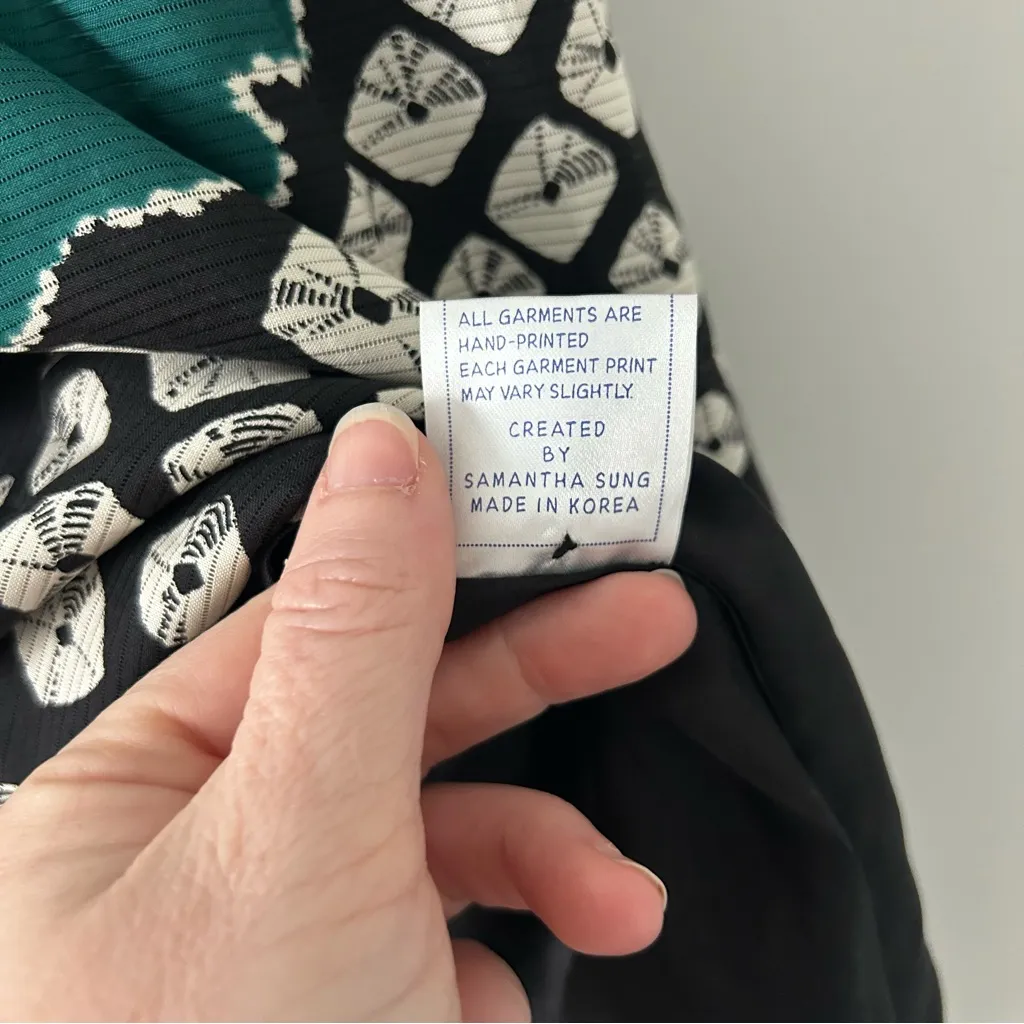 ALL GARMENTS ARE
HAND-PRINTED
EACH GARMENT PRINT
MAY VARY SLIGHTLY.
CREATED
BY
SAMANTHA SUNG
MADE IN KOREA